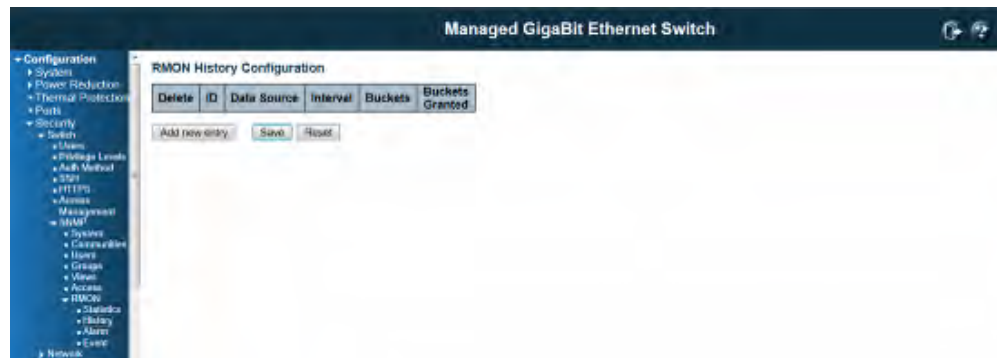 Managed GigaBit Ethernet Switch
Configuration
System
Power Reduction
Thermal Protection
Ports
Security
Switch
Users
Privilege Levels
Auth Method
SSH
HTTPS
Access
Management
SNMP
System
Communities
Users
Groups
Views
Access
RMON
Statistics
History
Alarm
Event
Network
RMON History Configuration
Delete ID Data Source Interval Buckets Buckets Granted
Add new entry Save Reset